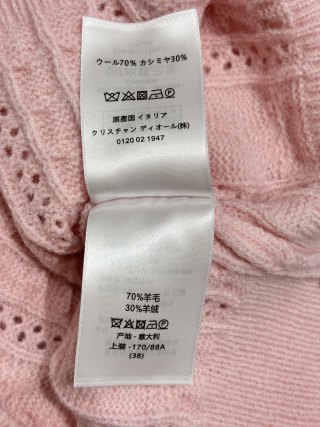 ウール70% カシミヤ30%
原産国 イタリア
クリスチャン ディオール(株)
0120 02 1947
70%羊毛
30%羊绒
产地 - 意大利
上装 -170/88A
(38)